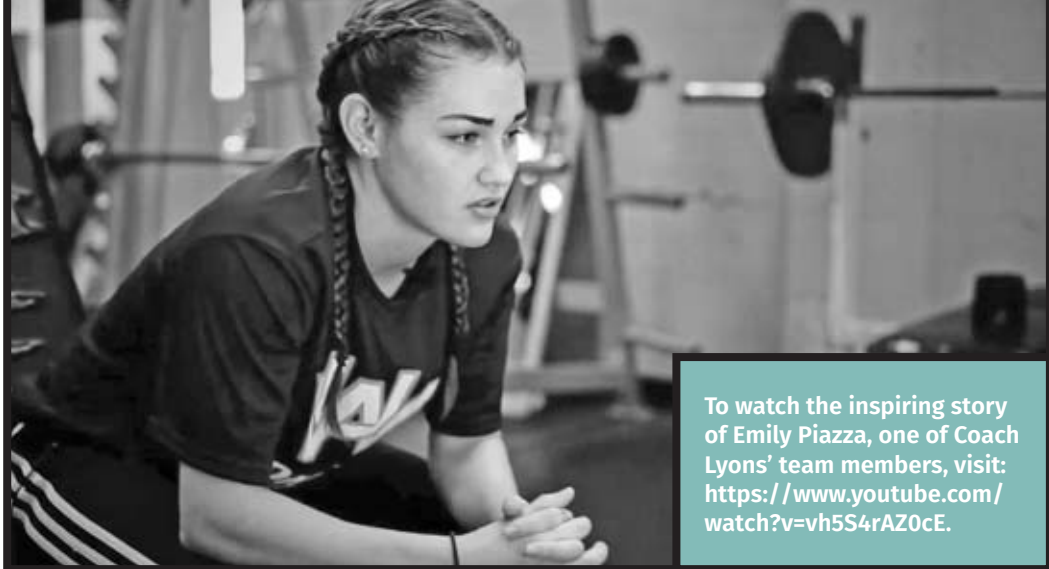 To watch the inspiring story
of Emily Piazza, one of Coach
Lyons’ team members, visit:
https://www.youtube.com/
watch?v=vh5S4rAZ0cE.